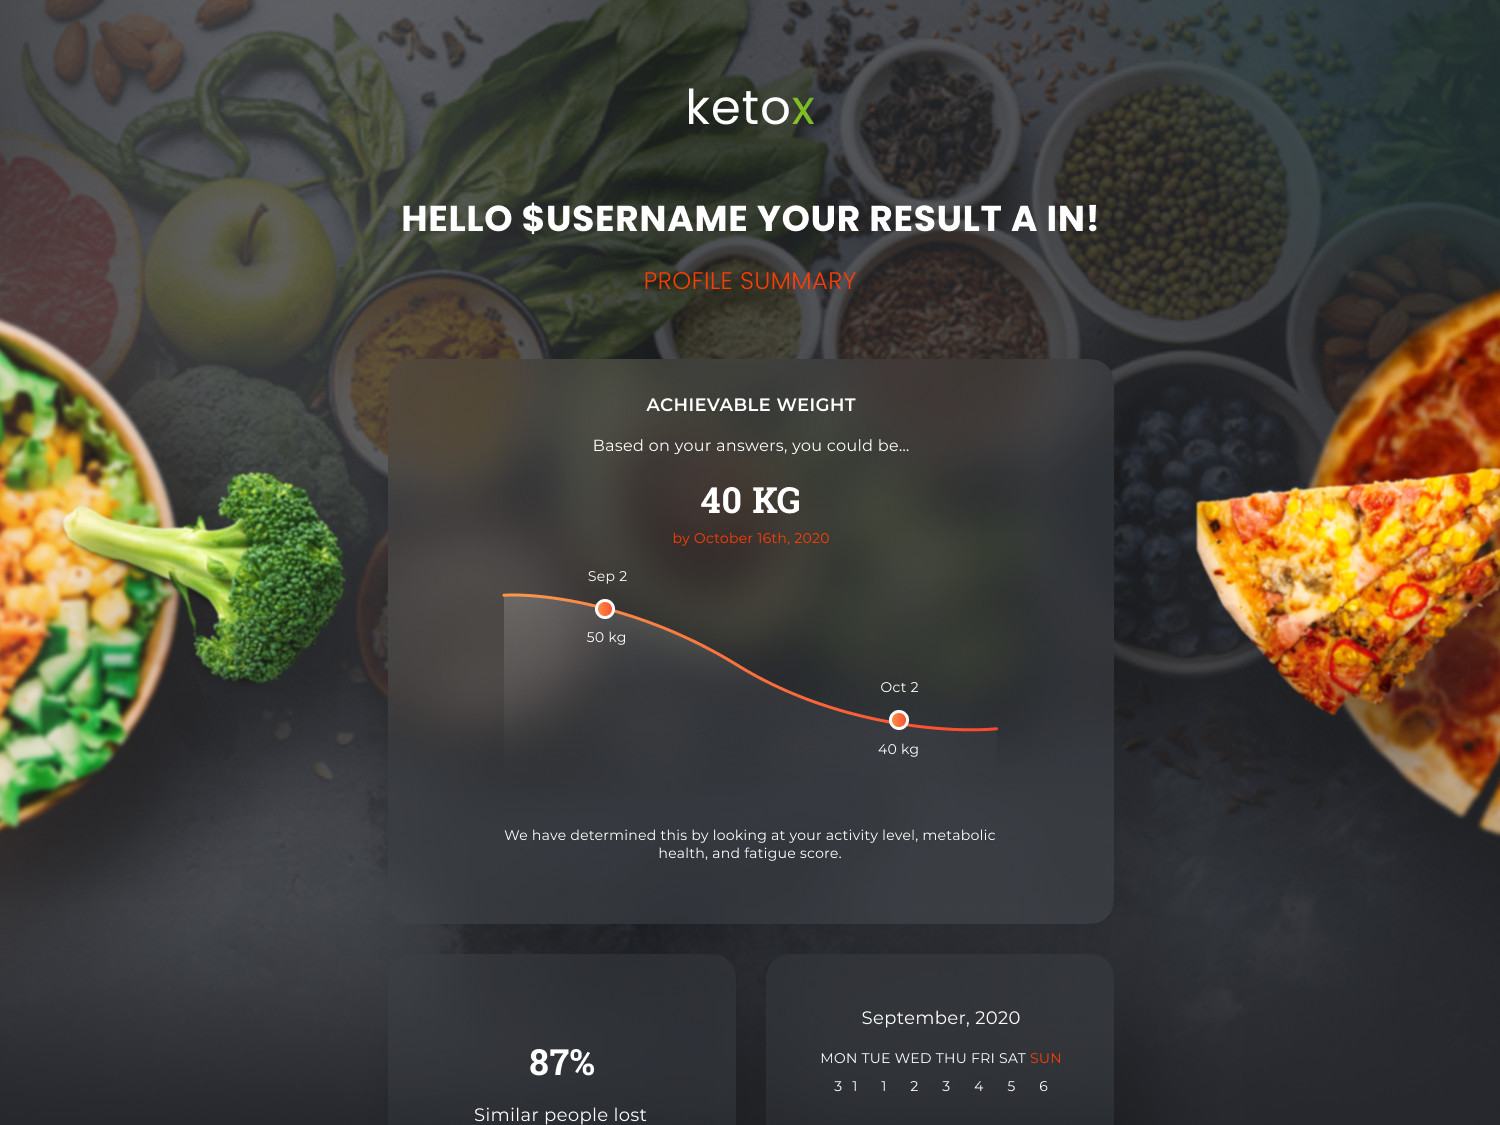 ketox
HELLO $USERNAME YOUR RESULT A IN!
PROFILE SUMMARY
ACHIEVABLE WEIGHT
Based on your answers, you could be...
40 KG
by October 16th, 2020
Sep 2
50 kg
Oct 2
40 kg
We have determined this by looking at your activity level, metabolic
health, and fatigue score.
87%
Similar people lost
September, 2020
MON TUE WED THU FRI SAT SUN
3 1 1 2 3 4 5 6